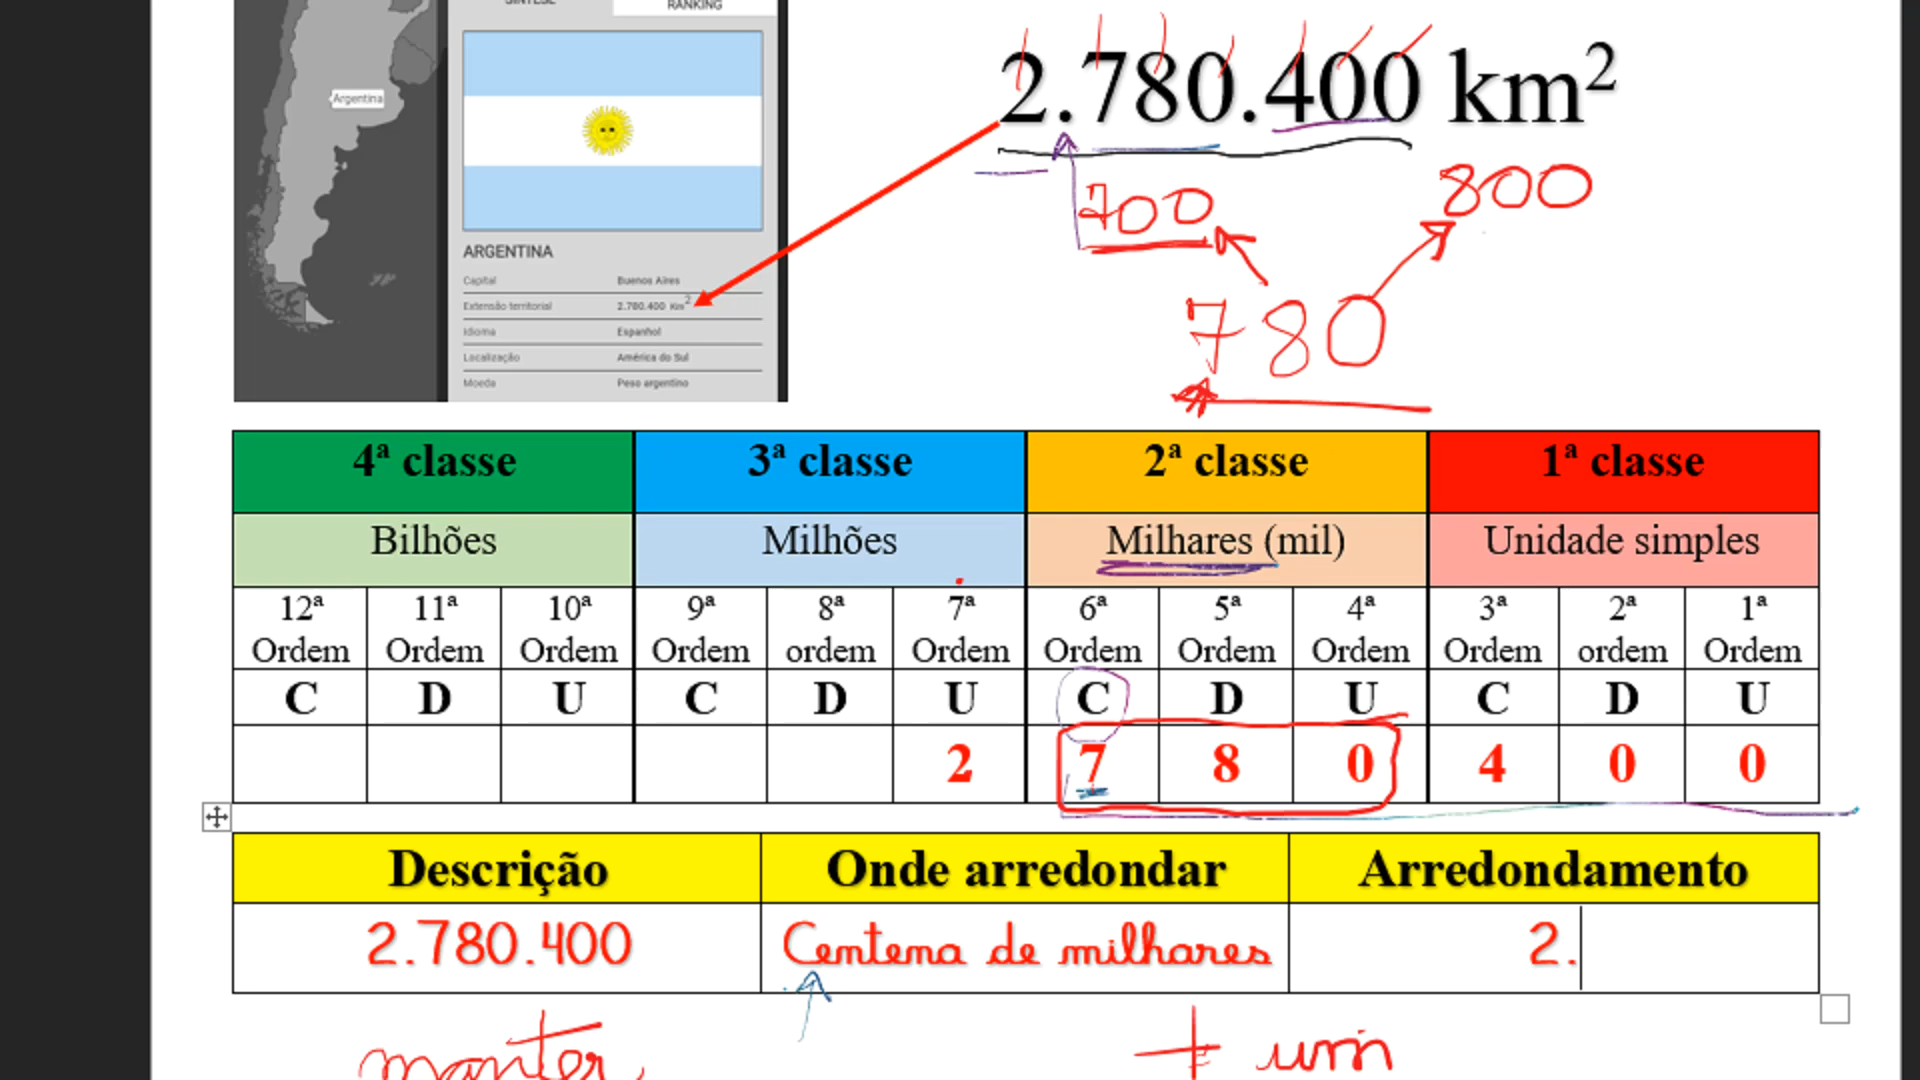 SÍNTESE
RANKING
Argentina
ARGENTINA
Capital Buenos Aires
Extensão territorial 2.780.400 Km2
Idioma Espanhol
Localização América do Sul
Moeda Peso argentino
2.780.400 km²
700
800
780
4ª classe 3ª classe 2ª classe 1ª classe
Bilhões Milhões Milhares (mil) Unidade simples
12ª Ordem 11ª Ordem 10ª Ordem 9ª Ordem 8ª ordem 7ª Ordem 6ª Ordem 5ª Ordem 4ª Ordem 3ª Ordem 2ª ordem 1ª Ordem
C D U C D U C D U C D U
2 7 8 0 4 0 0
Descrição Onde arredondar Arredondamento
2.780.400 Centena de milhares 2.
manter + um